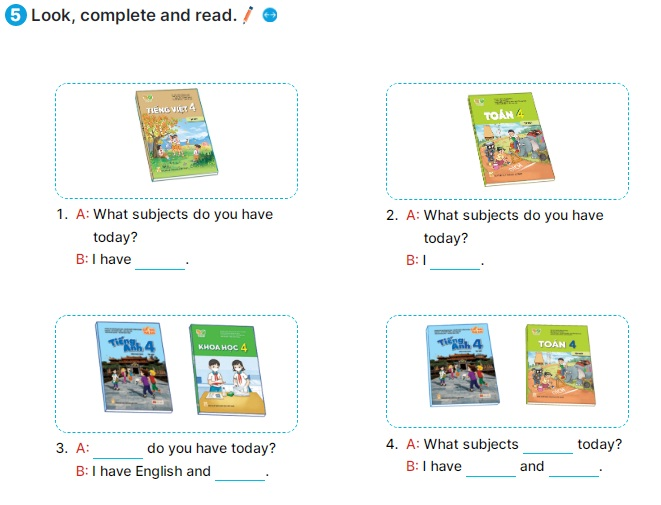 5 Look, complete and read.
TIẾNG VIỆT 4
TOÁN 4
1. A: What subjects do you have
today?
B: I have ______.
2. A: What subjects do you have
today?
B: I ______.
Tiếng Anh 4
KHOA HỌC 4
Tiếng Anh 4
TOÁN 4
3. A: ______ do you have today?
B: I have English and ______.
4. A: What subjects ______ today?
B: I have ______ and ______.